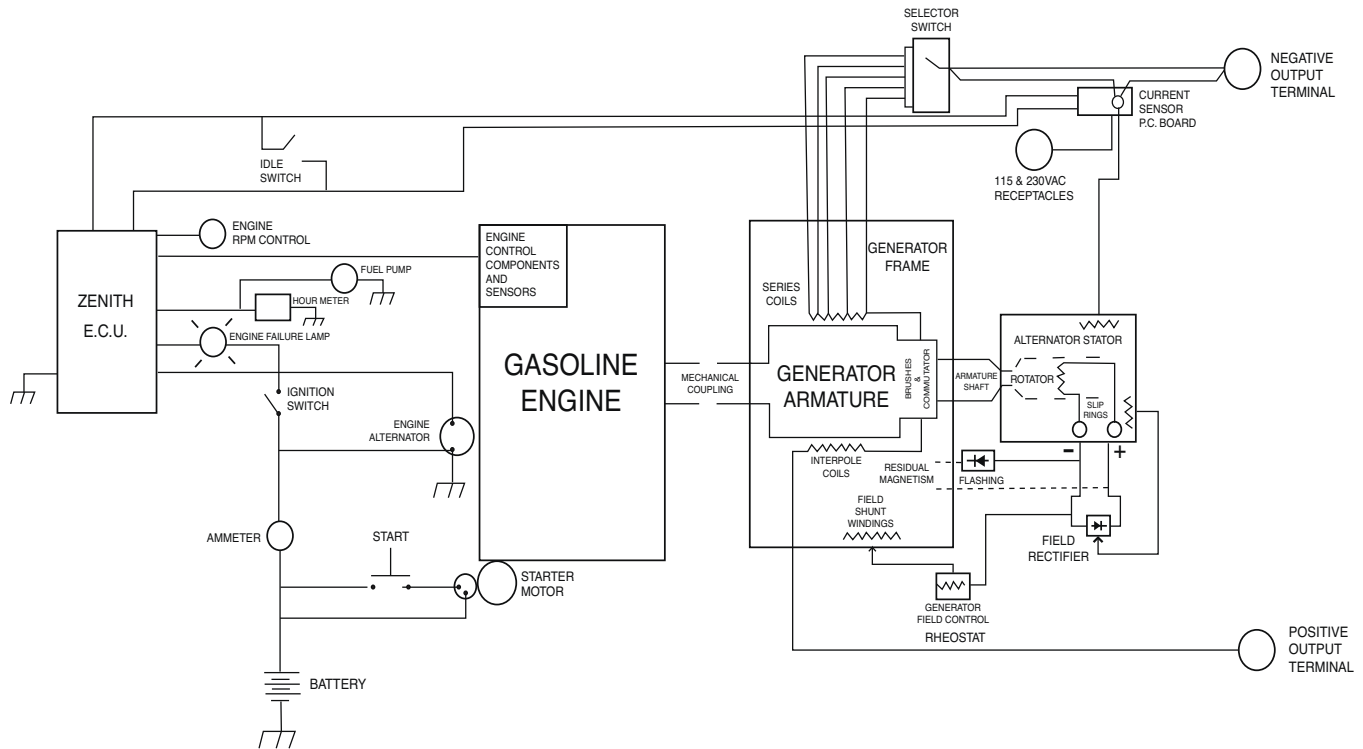 SELECTOR
SWITCH
NEGATIVE
OUTPUT
TERMINAL
CURRENT
SENSOR
P.C. BOARD
IDLE
SWITCH
115 & 230VAC
RECEPTACLES
ENGINE
RPM CONTROL
ENGINE
CONTROL
COMPONENTS
AND
SENSORS
GENERATOR
FRAME
FUEL PUMP
ZENITH
E.C.U.
HOUR METER
SERIES
COILS
ENGINE FAILURE LAMP
ALTERNATOR STATOR
GASOLINE
ENGINE
MECHANICAL
COUPLING
GENERATOR
ARMATURE
BRUSHES
&
COMMUTATOR
ARMATURE
SHAFT
ROTATOR
SLIP
RINGS
IGNITION
SWITCH
ENGINE
ALTERNATOR
INTERPOLE
COILS
RESIDUAL
MAGNETISM
FLASHING
-
+
FIELD
SHUNT
WINDINGS
FIELD
RECTIFIER
AMMETER
START
STARTER
MOTOR
GENERATOR
FIELD CONTROL
RHEOSTAT
POSITIVE
OUTPUT
TERMINAL
BATTERY